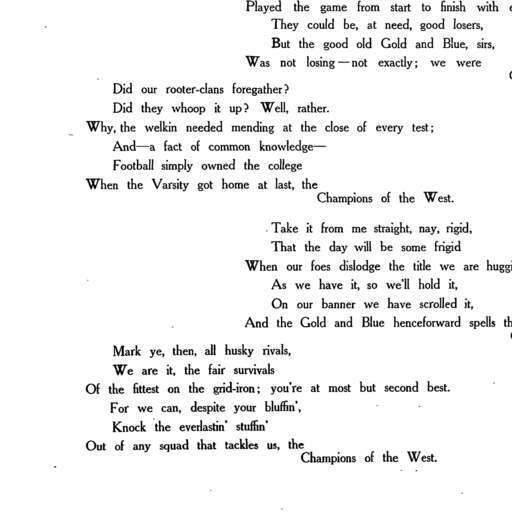 Played the game from start to finish with
They could be, at need, good losers,
But the good old Gold and Blue, sirs,
Was not losing—not exactly; we were
Did our rooter-clans foregather?
Did they whoop it up? Well, rather.
Why, the welkin needed mending at the close of every test;
And—a fact of common knowledge—
Football simply owned the college
When the Varsity got home at last, the
Champions of the West.
Take it from me straight, nay, rigid,
That the day will be some frigid
When our foes dislodge the title we are huggi
As we have it, so we'll hold it,
On our banner we have scrolled it,
And the Gold and Blue henceforward spells th
Mark ye, then, all husky rivals,
We are it, the fair survivals
Of the fittest on the grid-iron; you're at most but second best.
For we can, despite your bluffin',
Knock the everlastin' stuffin'
Out of any squad that tackles us, the
Champions of the West.